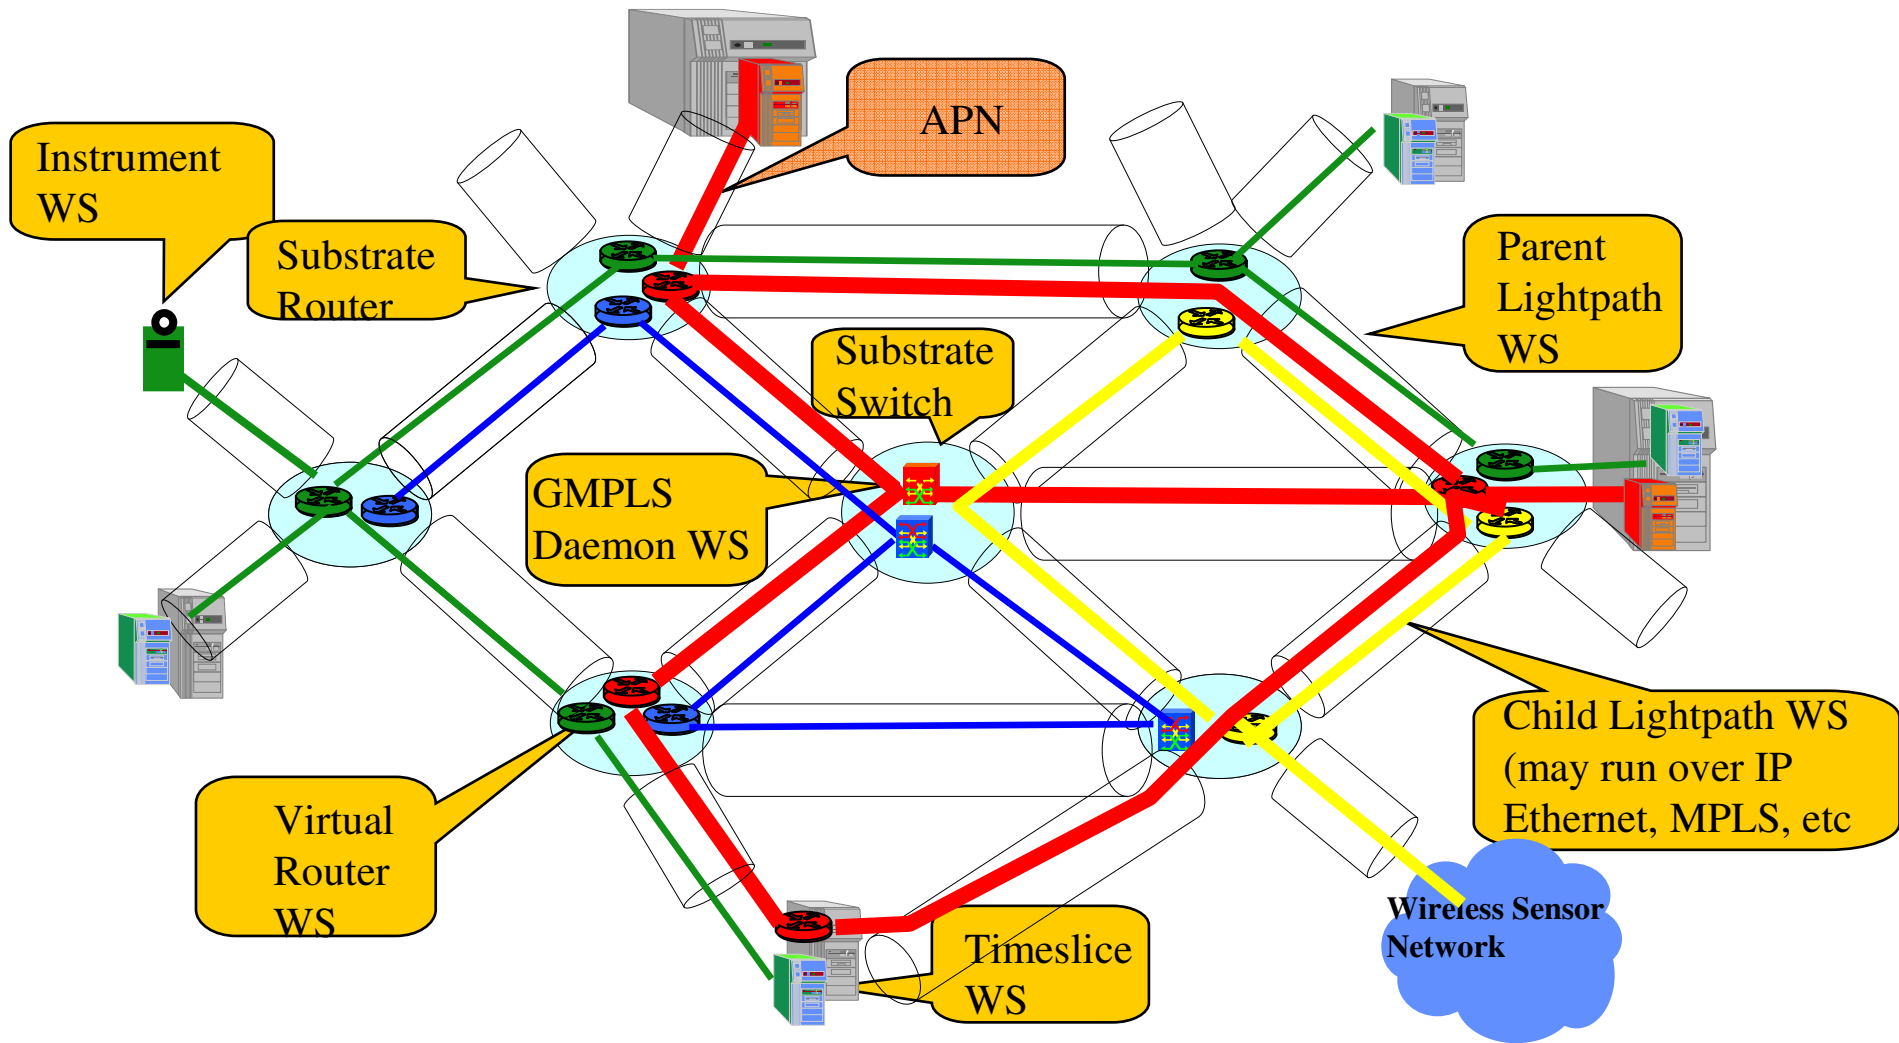 APN
Instrument
WS
Substrate
Router
Parent
Lightpath
WS
Substrate
Switch
GMPLS
Daemon WS
Child Lightpath WS
(may run over IP
Ethernet, MPLS, etc
Virtual
Router
WS
Wireless Sensor
Network
Timeslice
WS